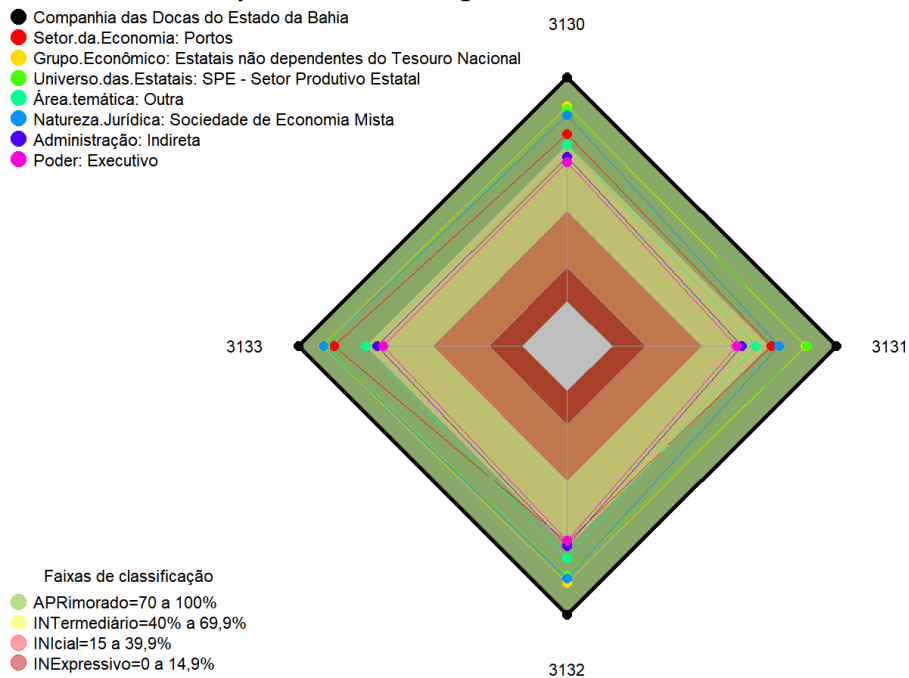 Companhia das Docas do Estado da Bahia
Setor.da.Economia: Portos
Grupo.Econômico: Estatais não dependentes do Tesouro Nacional
Universo.das.Estatais: SPE - Setor Produtivo Estatal
Área.temática: Outra
Natureza.Jurídica: Sociedade de Economia Mista
Administração: Indireta
Poder: Executivo
3130
3133
3131
3132
Faixas de classificação
APRimorado=70 a 100%
INTermediário=40% a 69,9%
INIcial=15 a 39,9%
INExpressivo=0 a 14,9%